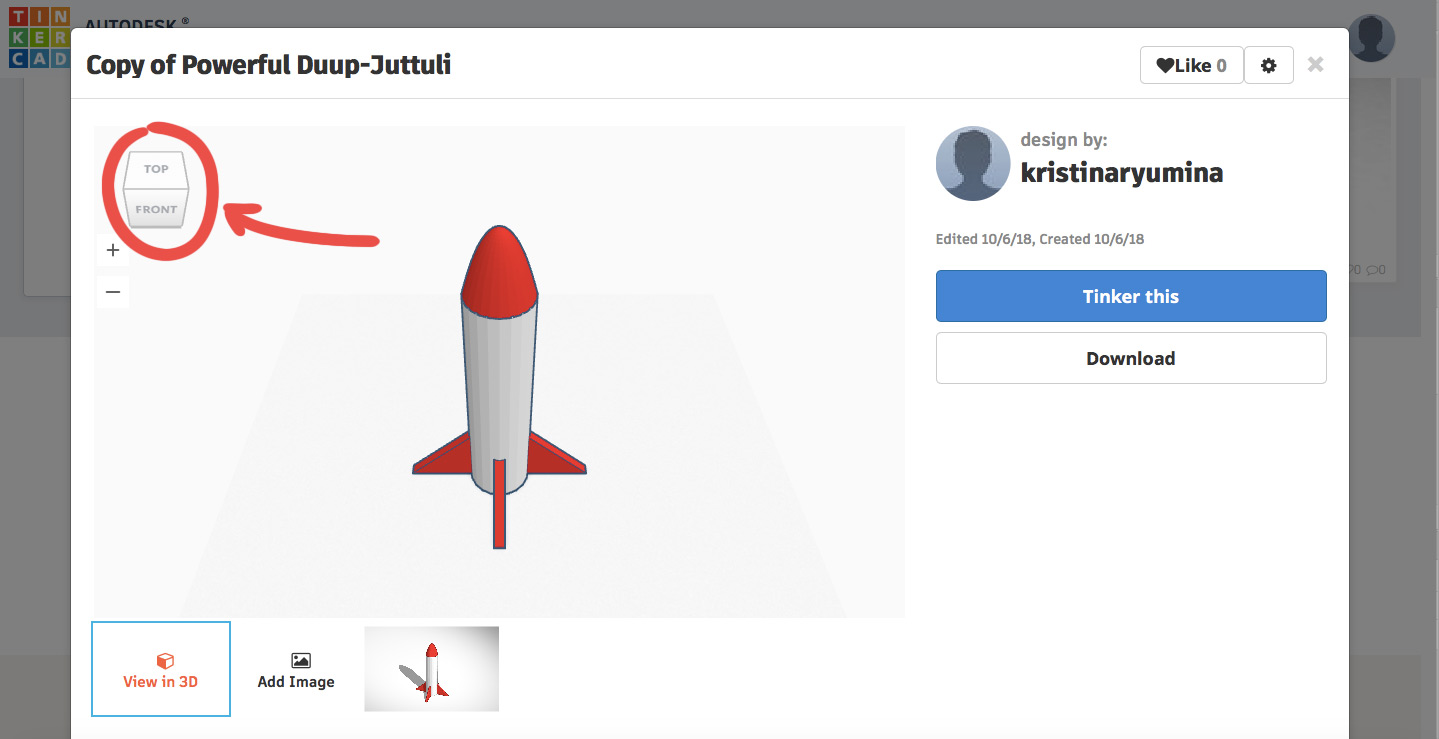 TIN
KER
CAD
AUTODESK®
Copy of Powerful Duup-Juttuli
Like 0
TOP
FRONT
+
−
design by:
kristinaryumina
Edited 10/6/18, Created 10/6/18
Tinker this
Download
0
View in 3D
Add Image